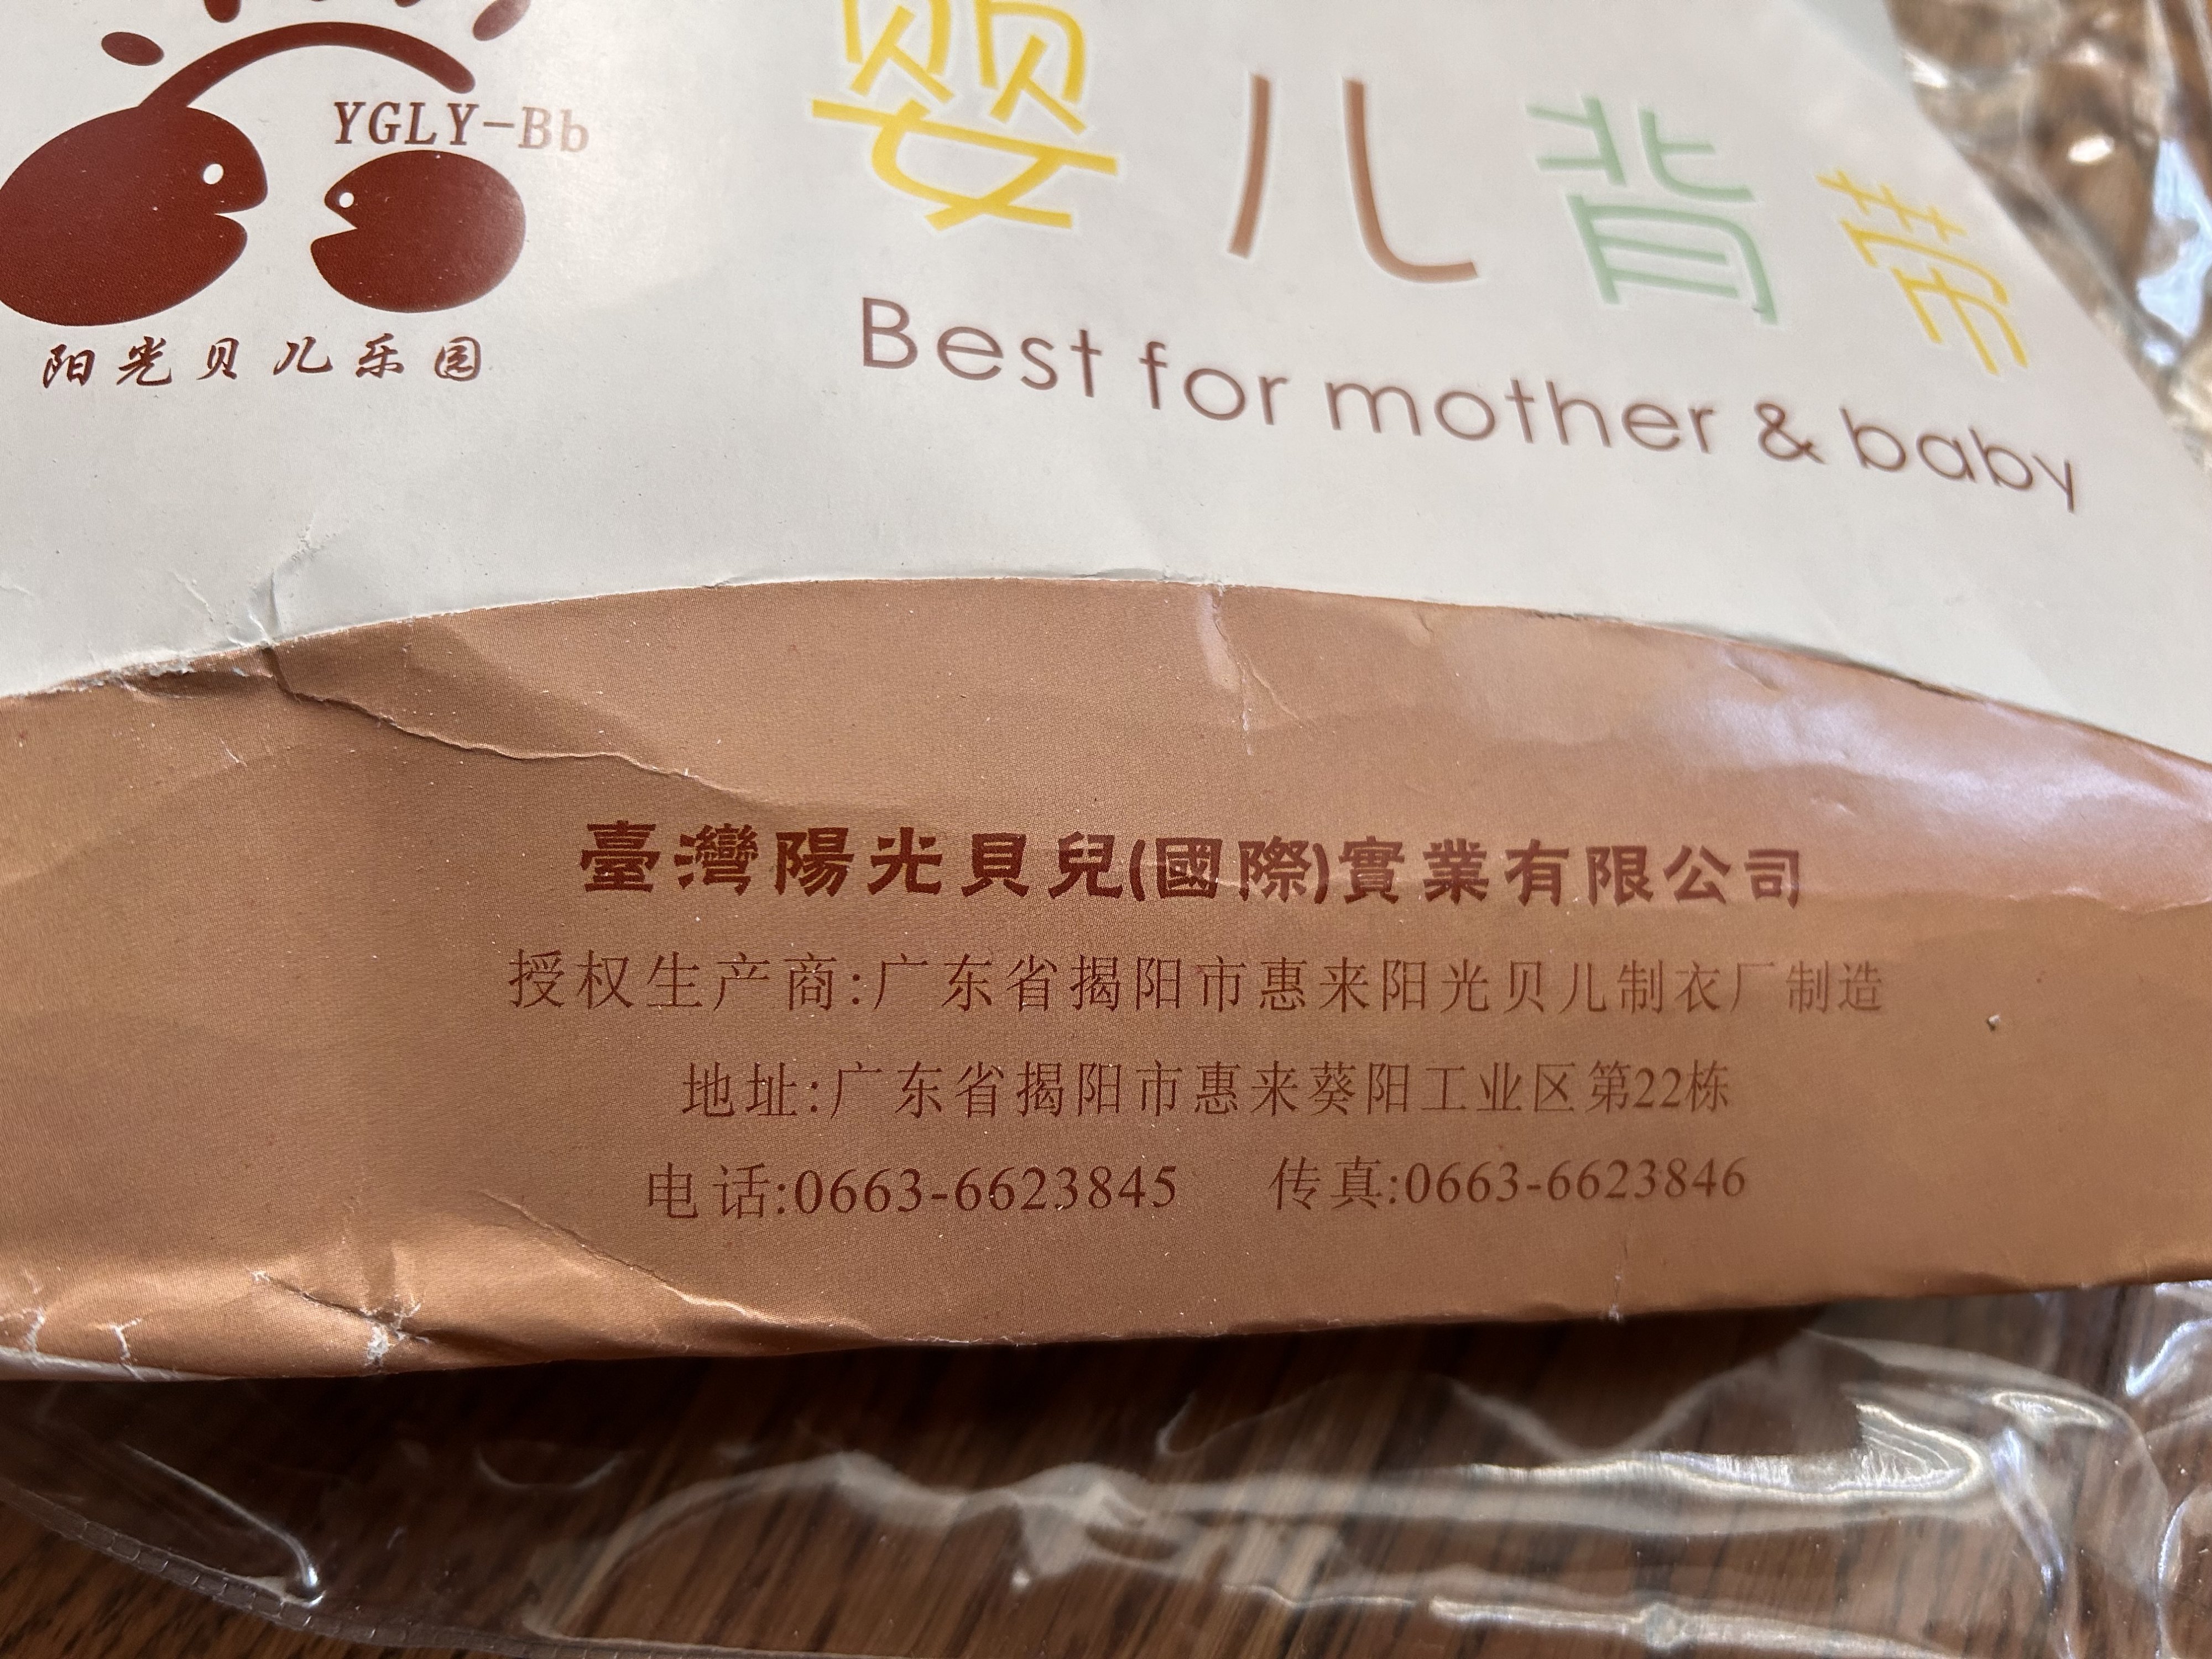 YGLY-Bb
阳光贝儿乐园
婴儿背带
Best for mother & baby
臺灣陽光貝兒(國際)實業有限公司
授权生产商:广东省揭阳市惠来阳光贝儿制衣厂制造
地址:广东省揭阳市惠来葵阳工业区第22栋
电话:0663-6623845 传真:0663-6623846